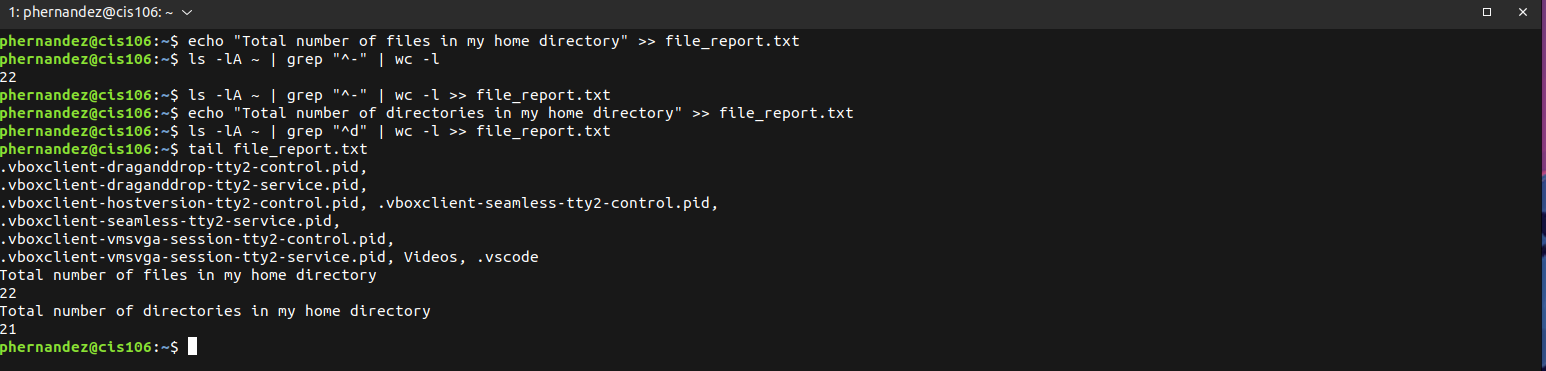 1: phernandez@cis106: ~
phernandez@cis106:~$ echo "Total number of files in my home directory" >> file_report.txt
phernandez@cis106:~$ ls -lA ~ | grep "^-" | wc -l
22
phernandez@cis106:~$ ls -lA ~ | grep "^-" | wc -l >> file_report.txt
phernandez@cis106:~$ echo "Total number of directories in my home directory" >> file_report.txt
phernandez@cis106:~$ ls -lA ~ | grep "^d" | wc -l >> file_report.txt
phernandez@cis106:~$ tail file_report.txt
.vboxclient-draganddrop-tty2-control.pid,
.vboxclient-draganddrop-tty2-service.pid,
.vboxclient-hostversion-tty2-control.pid, .vboxclient-seamless-tty2-control.pid,
.vboxclient-seamless-tty2-service.pid,
.vboxclient-vmsvga-session-tty2-control.pid,
.vboxclient-vmsvga-session-tty2-service.pid, Videos, .vscode
Total number of files in my home directory
22
Total number of directories in my home directory
21
phernandez@cis106:~$